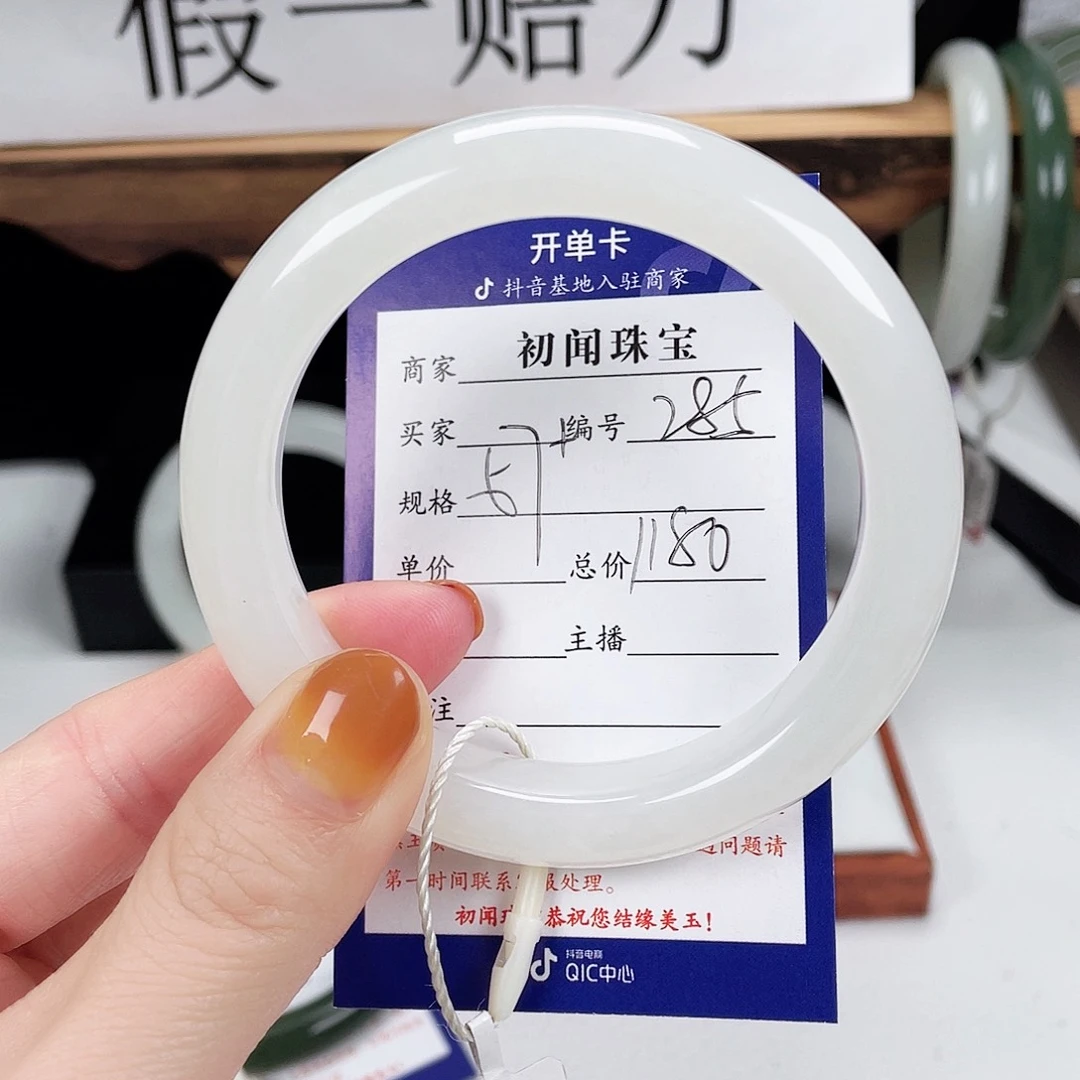 假一赔万
开单卡
抖音基地入驻商家
商家 初闻珠宝
买家 编号 285
规格 57+
单价 总价 1180
主播
注
问题请
第一时间联系 处理。
初闻 恭祝您结缘美玉!
抖音电商
QIC中心